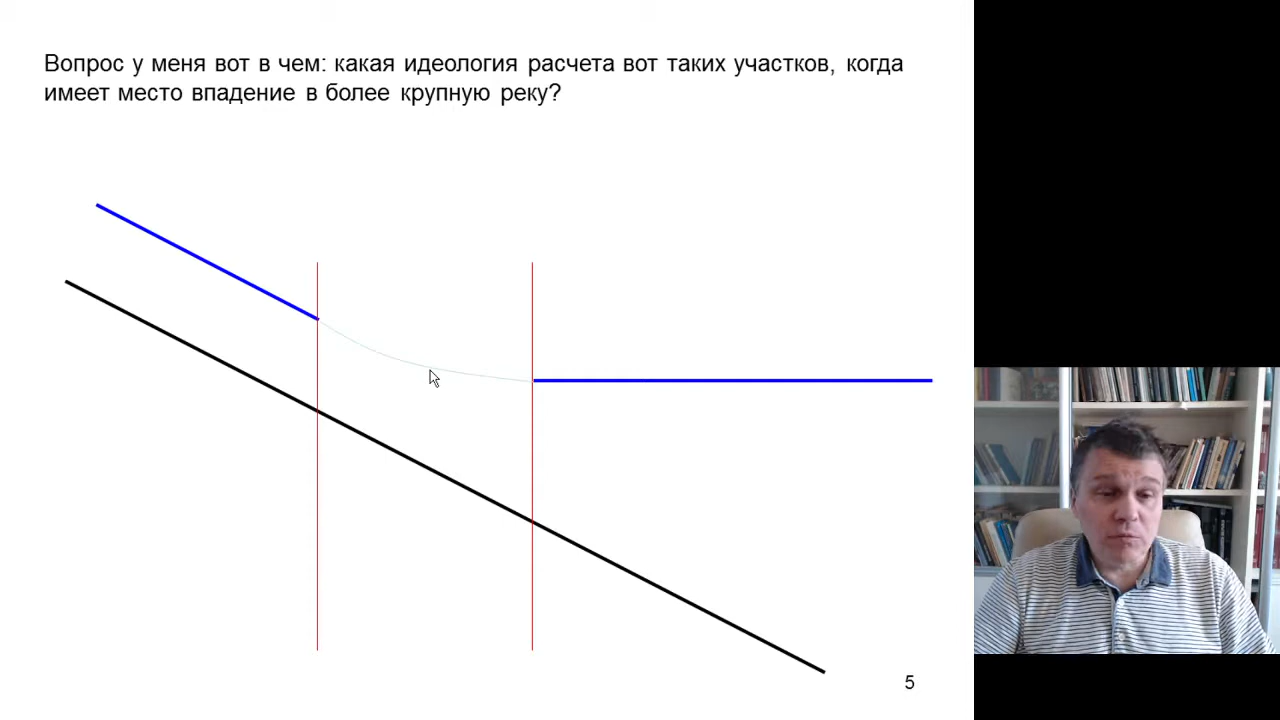 Вопрос у меня вот в чем: какая идеология расчета вот таких участков, когда
имеет место впадение в более крупную реку?
5